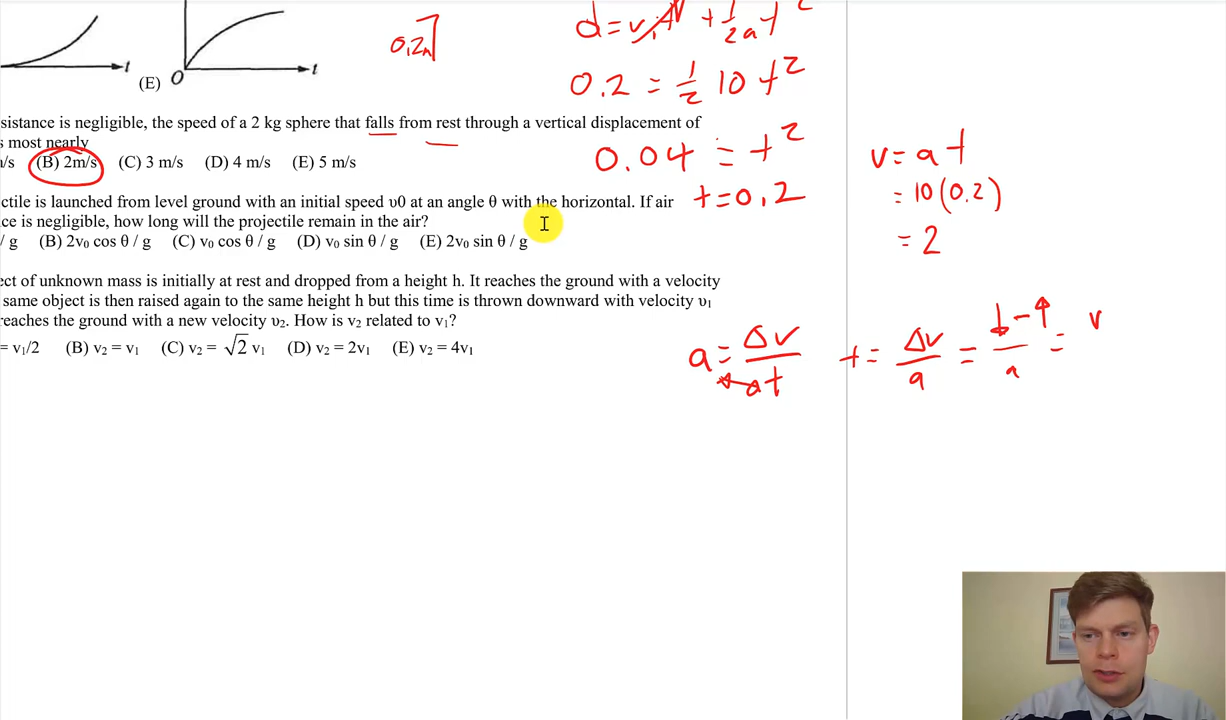 t
O
t
(E)
0.2m
d = v₁Δt + ½at²
0.2 = ½ 10 t²
sistance is negligible, the speed of a 2 kg sphere that falls from rest through a vertical displacement of
s most nearly
/s (B) 2m/s (C) 3 m/s (D) 4 m/s (E) 5 m/s
0.04 = t²
t = 0.2
v = at
= 10(0.2)
= 2
ctile is launched from level ground with an initial speed υ0 at an angle θ with the horizontal. If air
ce is negligible, how long will the projectile remain in the air?
/ g (B) 2v₀ cos θ / g (C) v₀ cos θ / g (D) v₀ sin θ / g (E) 2v₀ sin θ / g
ect of unknown mass is initially at rest and dropped from a height h. It reaches the ground with a velocity
same object is then raised again to the same height h but this time is thrown downward with velocity υ₁
reaches the ground with a new velocity υ₂. How is v₂ related to v₁?
= v₁/2 (B) v₂ = v₁ (C) v₂ = √2 v₁ (D) v₂ = 2v₁ (E) v₂ = 4v₁
a = Δv / t t = Δv / a = ↓ - ↑ / a = v